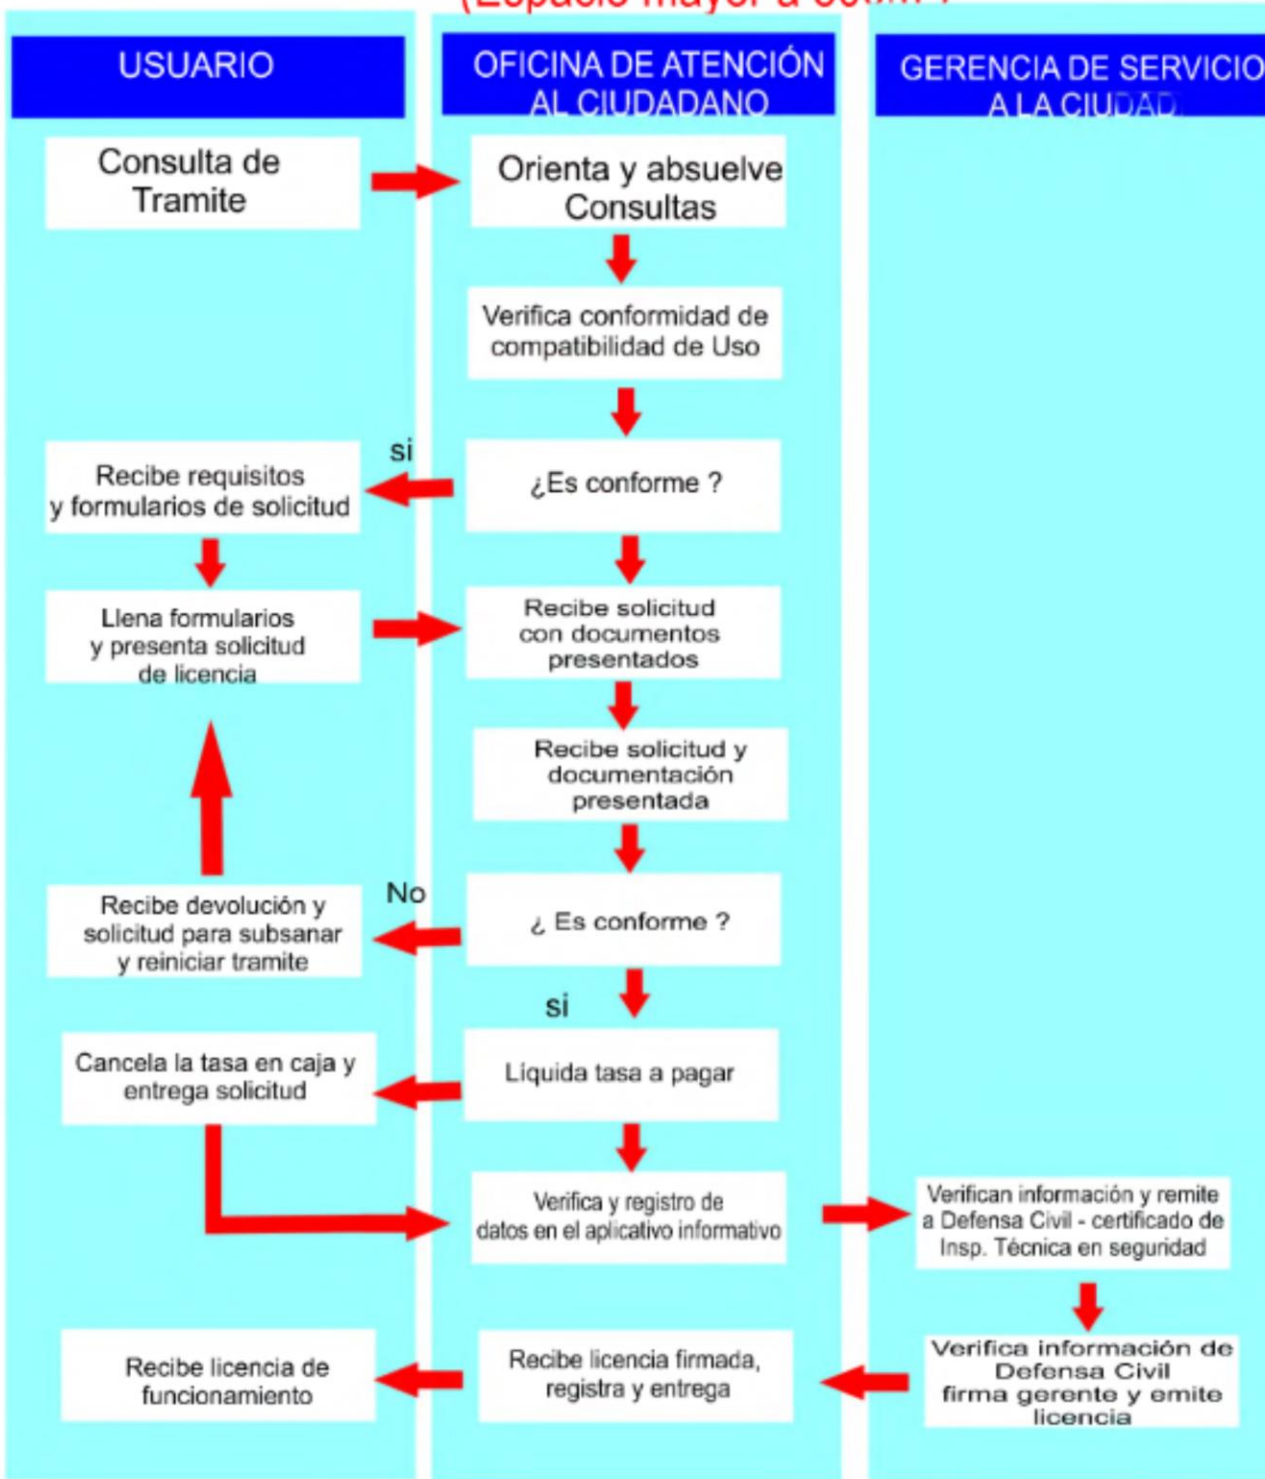 (Espacio mayor a
USUARIO
OFICINA DE ATENCIÓN
AL CIUDADANO
GERENCIA DE SERVICIO
A LA CIUDAD
Consulta de
Tramite
Orienta y absuelve
Consultas
Verifica conformidad de
compatibilidad de Uso
si
Recibe requisitos
y formularios de solicitud
¿Es conforme ?
Llena formularios
y presenta solicitud
de licencia
Recibe solicitud
con documentos
presentados
Recibe solicitud y
documentación
presentada
No
Recibe devolución y
solicitud para subsanar
y reiniciar tramite
¿ Es conforme ?
si
Cancela la tasa en caja y
entrega solicitud
Líquida tasa a pagar
Verifica y registro de
datos en el aplicativo informativo
Verifican información y remite
a Defensa Civil - certificado de
Insp. Técnica en seguridad
Recibe licencia de
funcionamiento
Recibe licencia firmada,
registra y entrega
Verifica información de
Defensa Civil
firma gerente y emite
licencia